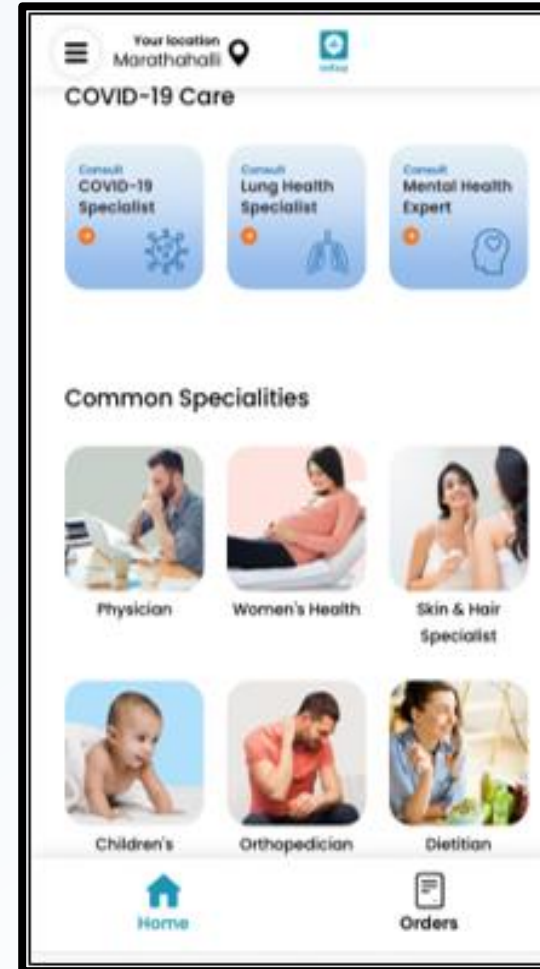 Your location
Marathahalli
COVID-19 Care
Consult
COVID-19
Specialist
Consult
Lung Health
Specialist
Consult
Mental Health
Expert
Common Specialities
Physician
Women's Health
Skin & Hair
Specialist
Children's
Orthopedician
Dietitian
Home
Orders